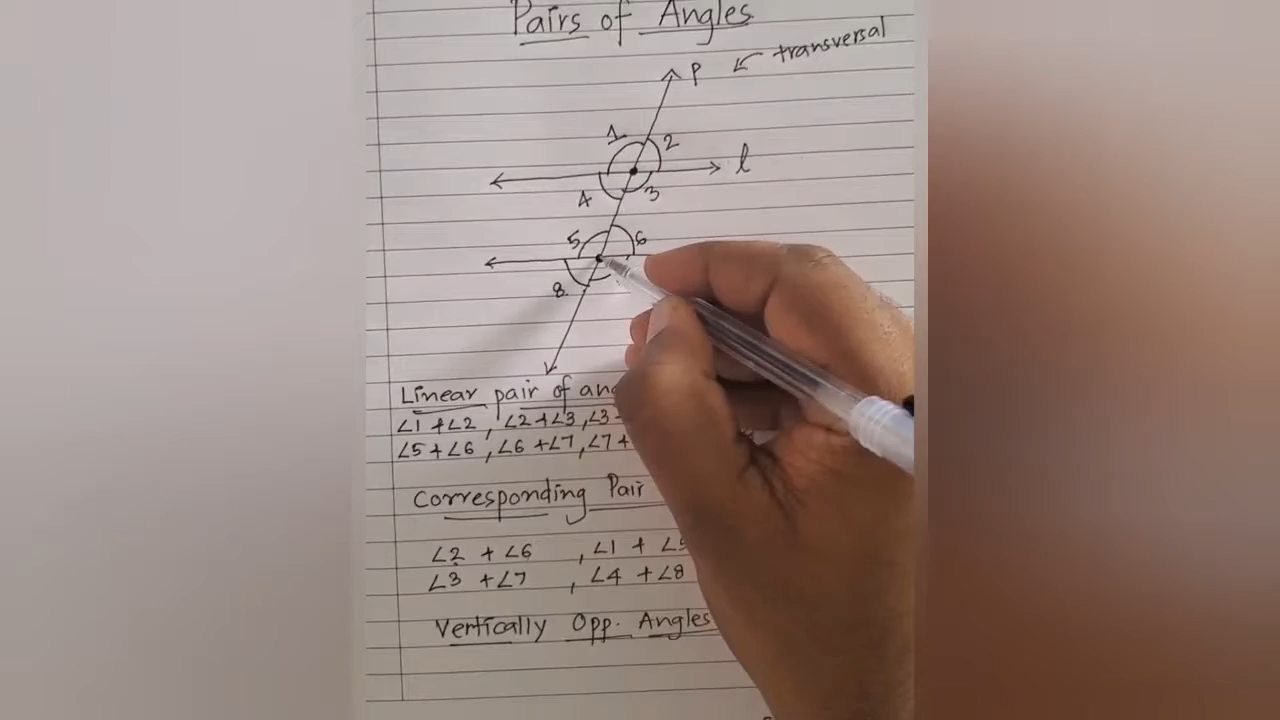 Pairs of Angles
transversal
P
1
2
l
4
3
5
6
8
Linear pair of
∠1 + ∠2 , ∠2 + ∠3 , ∠3
∠5 + ∠6 , ∠6 + ∠7 , ∠7 +
Corresponding Pair
∠2 + ∠6 , ∠1 + ∠5
∠3 + ∠7 , ∠4 + ∠8
Vertically Opp. Angles